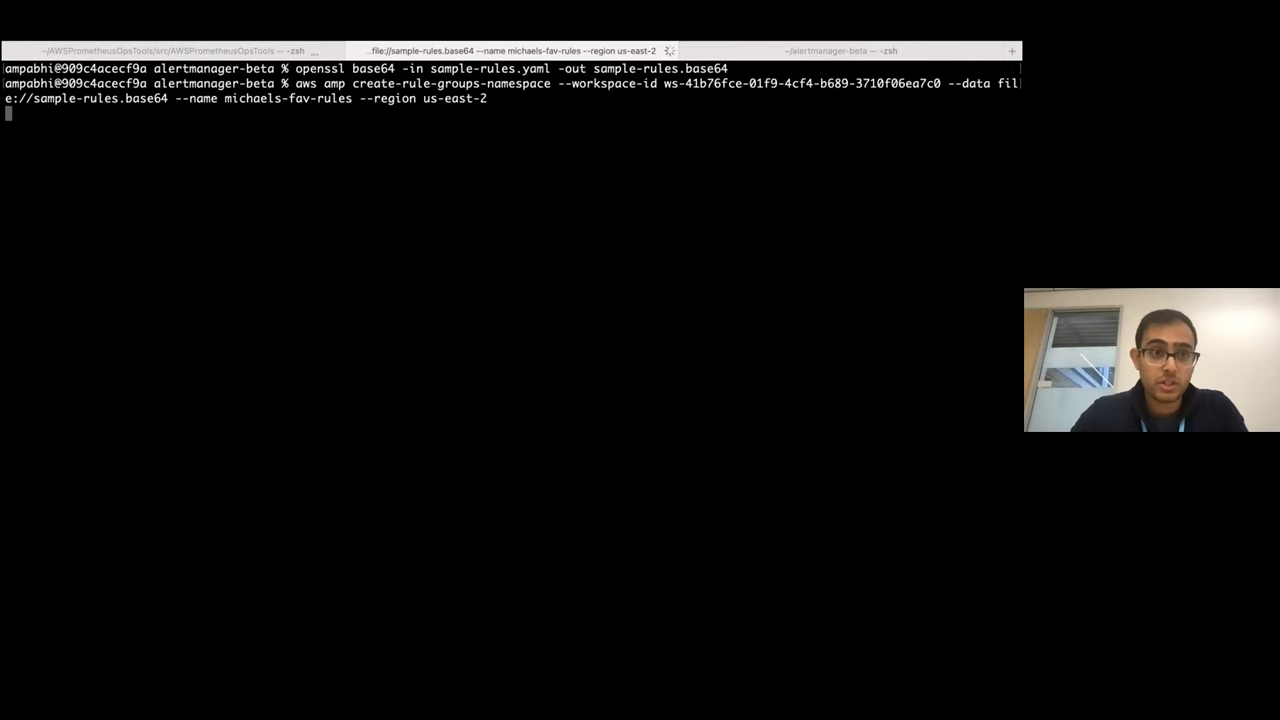 ~/AWSPrometheusOpsTools/src/AWSPrometheusOpsTools — -zsh ... ...file://sample-rules.base64 --name michaels-fav-rules --region us-east-2 ~/alertmanager-beta — -zsh +
ampabhi@909c4acecf9a alertmanager-beta % openssl base64 -in sample-rules.yaml -out sample-rules.base64
ampabhi@909c4acecf9a alertmanager-beta % aws amp create-rule-groups-namespace --workspace-id ws-41b76fce-01f9-4cf4-b689-3710f06ea7c0 --data fil
e://sample-rules.base64 --name michaels-fav-rules --region us-east-2